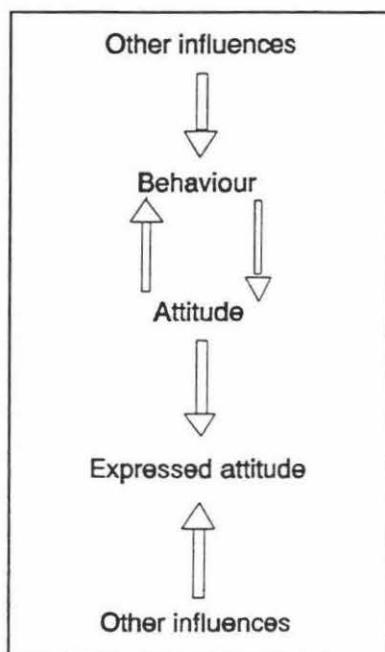 Other influences
Behaviour
Attitude
Expressed attitude
Other influences